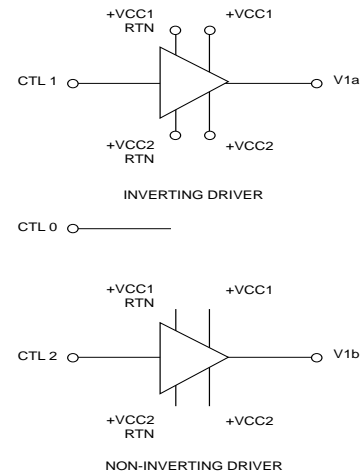 +VCC1 +VCC1
RTN
CTL 1 V1a
+VCC2 +VCC2
RTN
INVERTING DRIVER
CTL 0
+VCC1 +VCC1
RTN
CTL 2 V1b
+VCC2 +VCC2
RTN
NON-INVERTING DRIVER